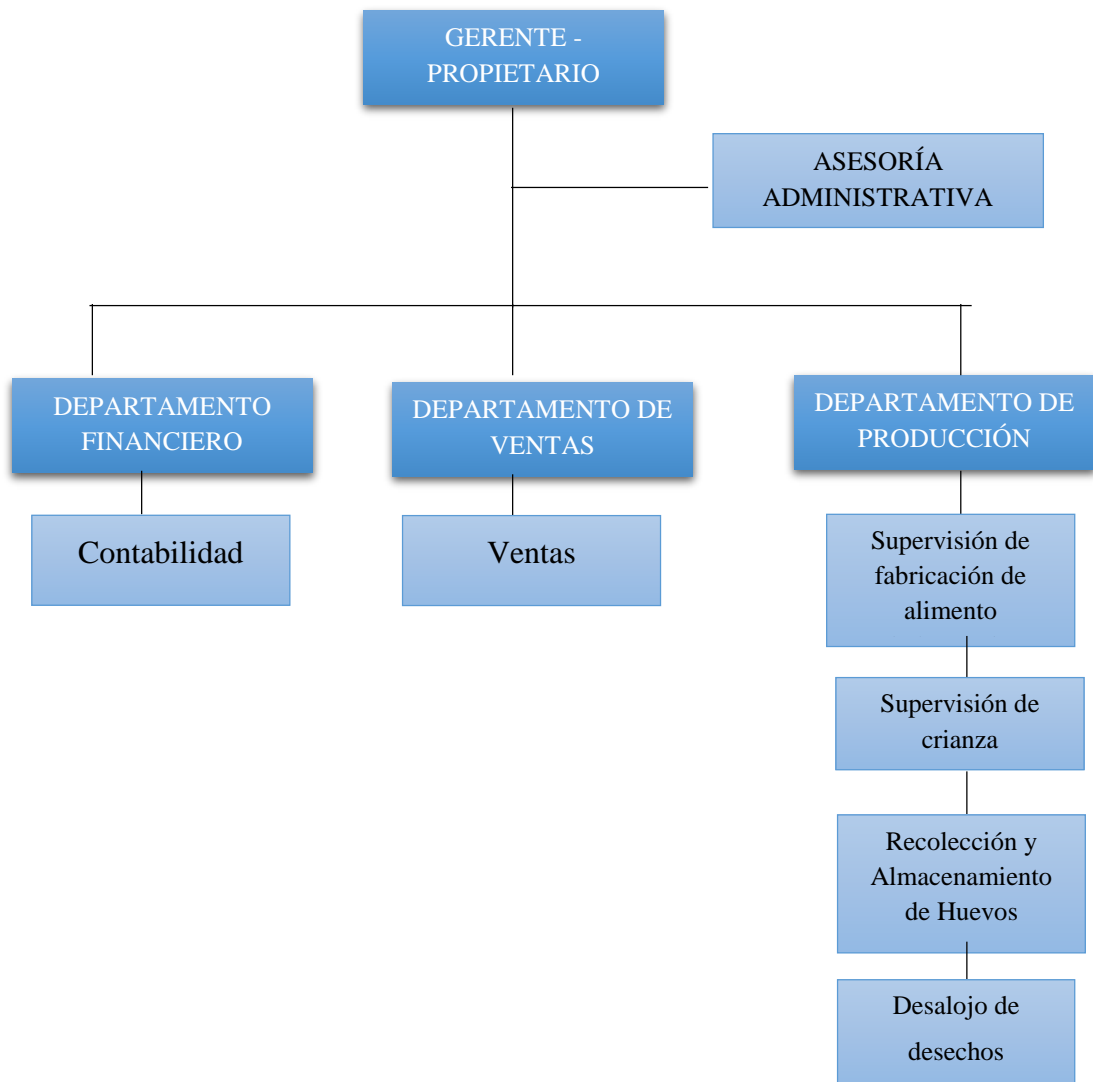 GERENTE -
PROPIETARIO
ASESORÍA
ADMINISTRATIVA
DEPARTAMENTO
FINANCIERO
DEPARTAMENTO DE
VENTAS
DEPARTAMENTO DE
PRODUCCIÓN
Contabilidad
Ventas
Supervisión de
fabricación de
alimento
Supervisión de
crianza
Recolección y
Almacenamiento
de Huevos
Desalojo de
desechos